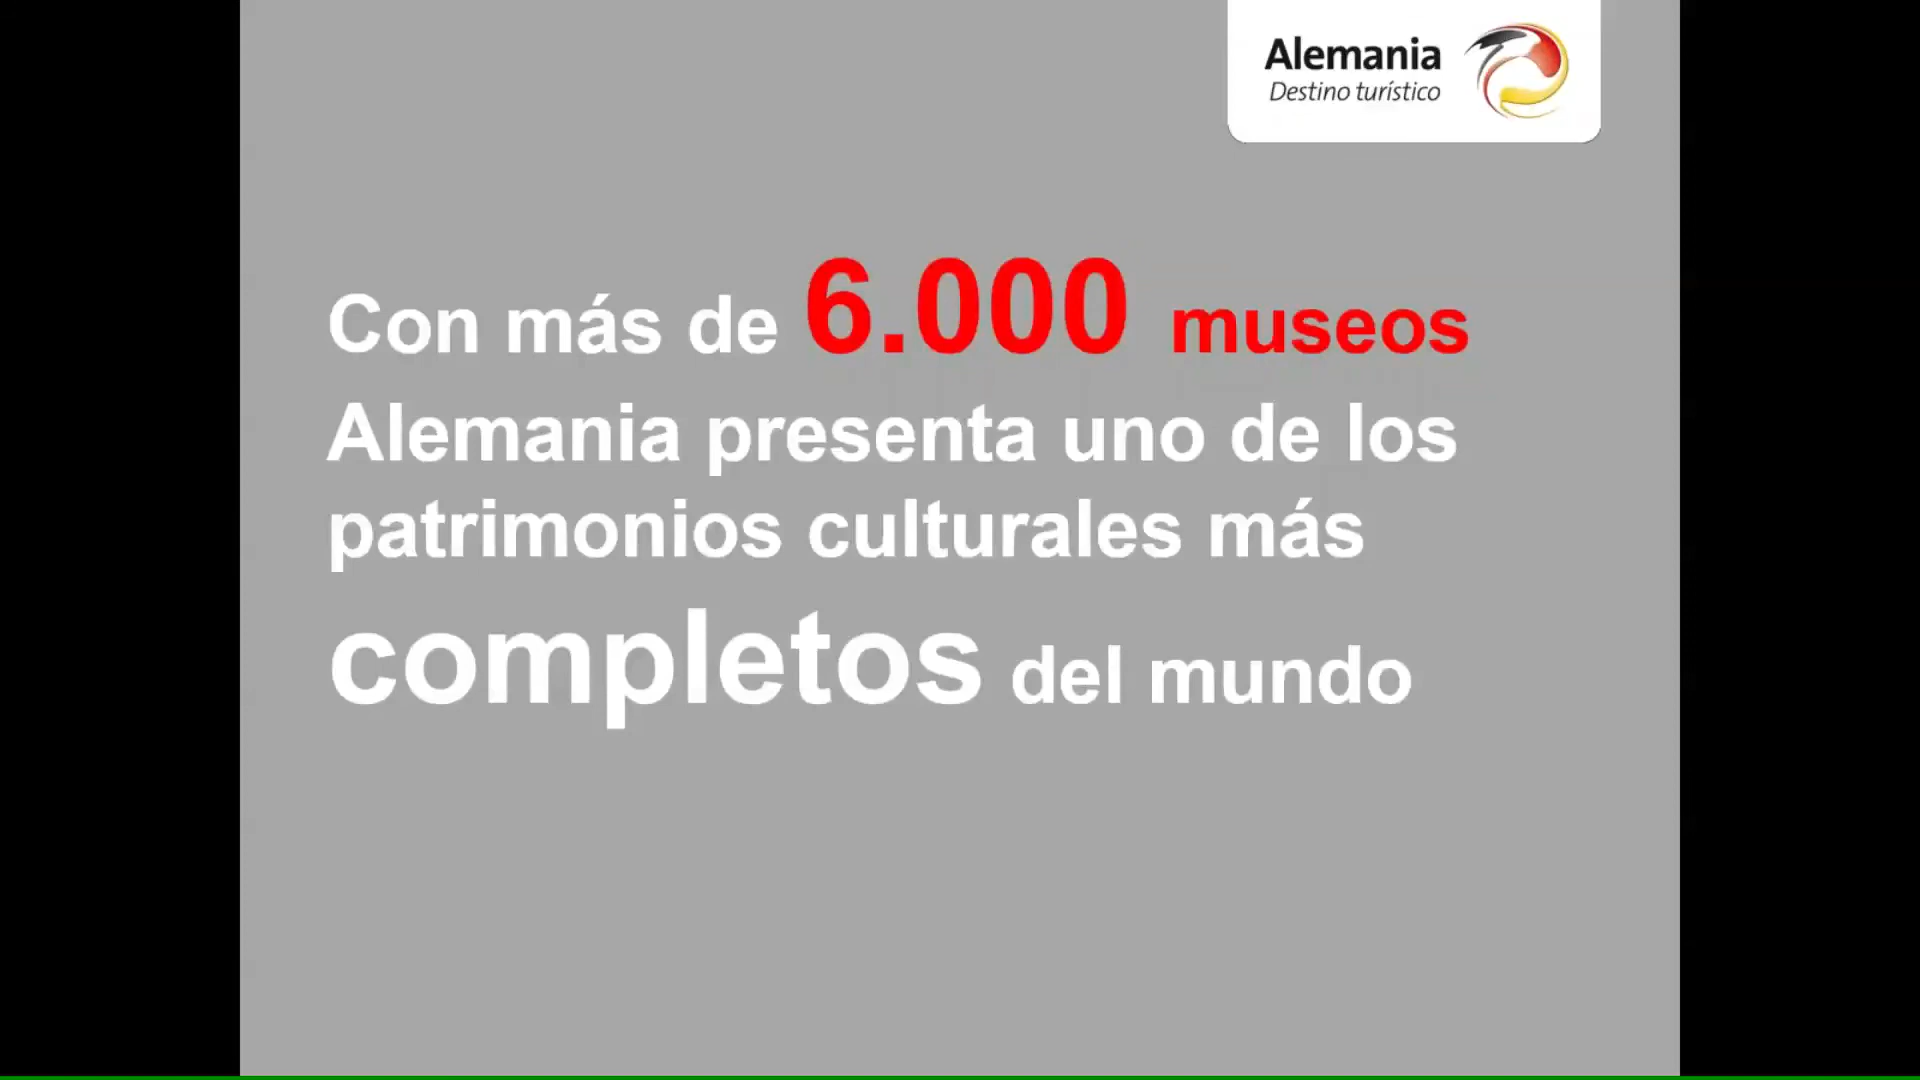 Alemania
Destino turístico
Con más de 6.000 museos
Alemania presenta uno de los
patrimonios culturales más
completos del mundo